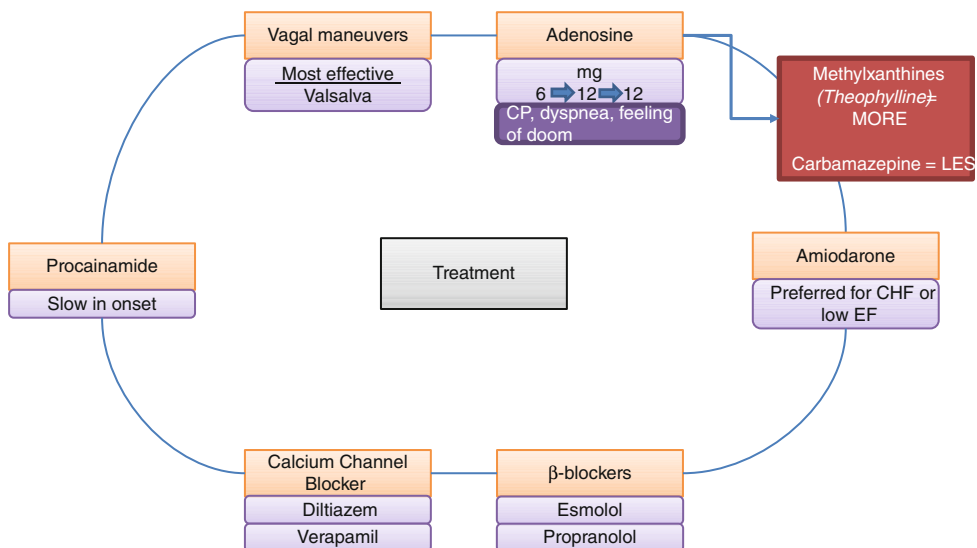 Vagal maneuvers
Most effective
Valsalva
Adenosine
mg
6 12 12
CP, dyspnea, feeling
of doom
Methylxanthines
(Theophylline)=
MORE
Carbamazepine = LES
Procainamide
Slow in onset
Treatment
Amiodarone
Preferred for CHF or
low EF
Calcium Channel
Blocker
Diltiazem
Verapamil
β-blockers
Esmolol
Propranolol